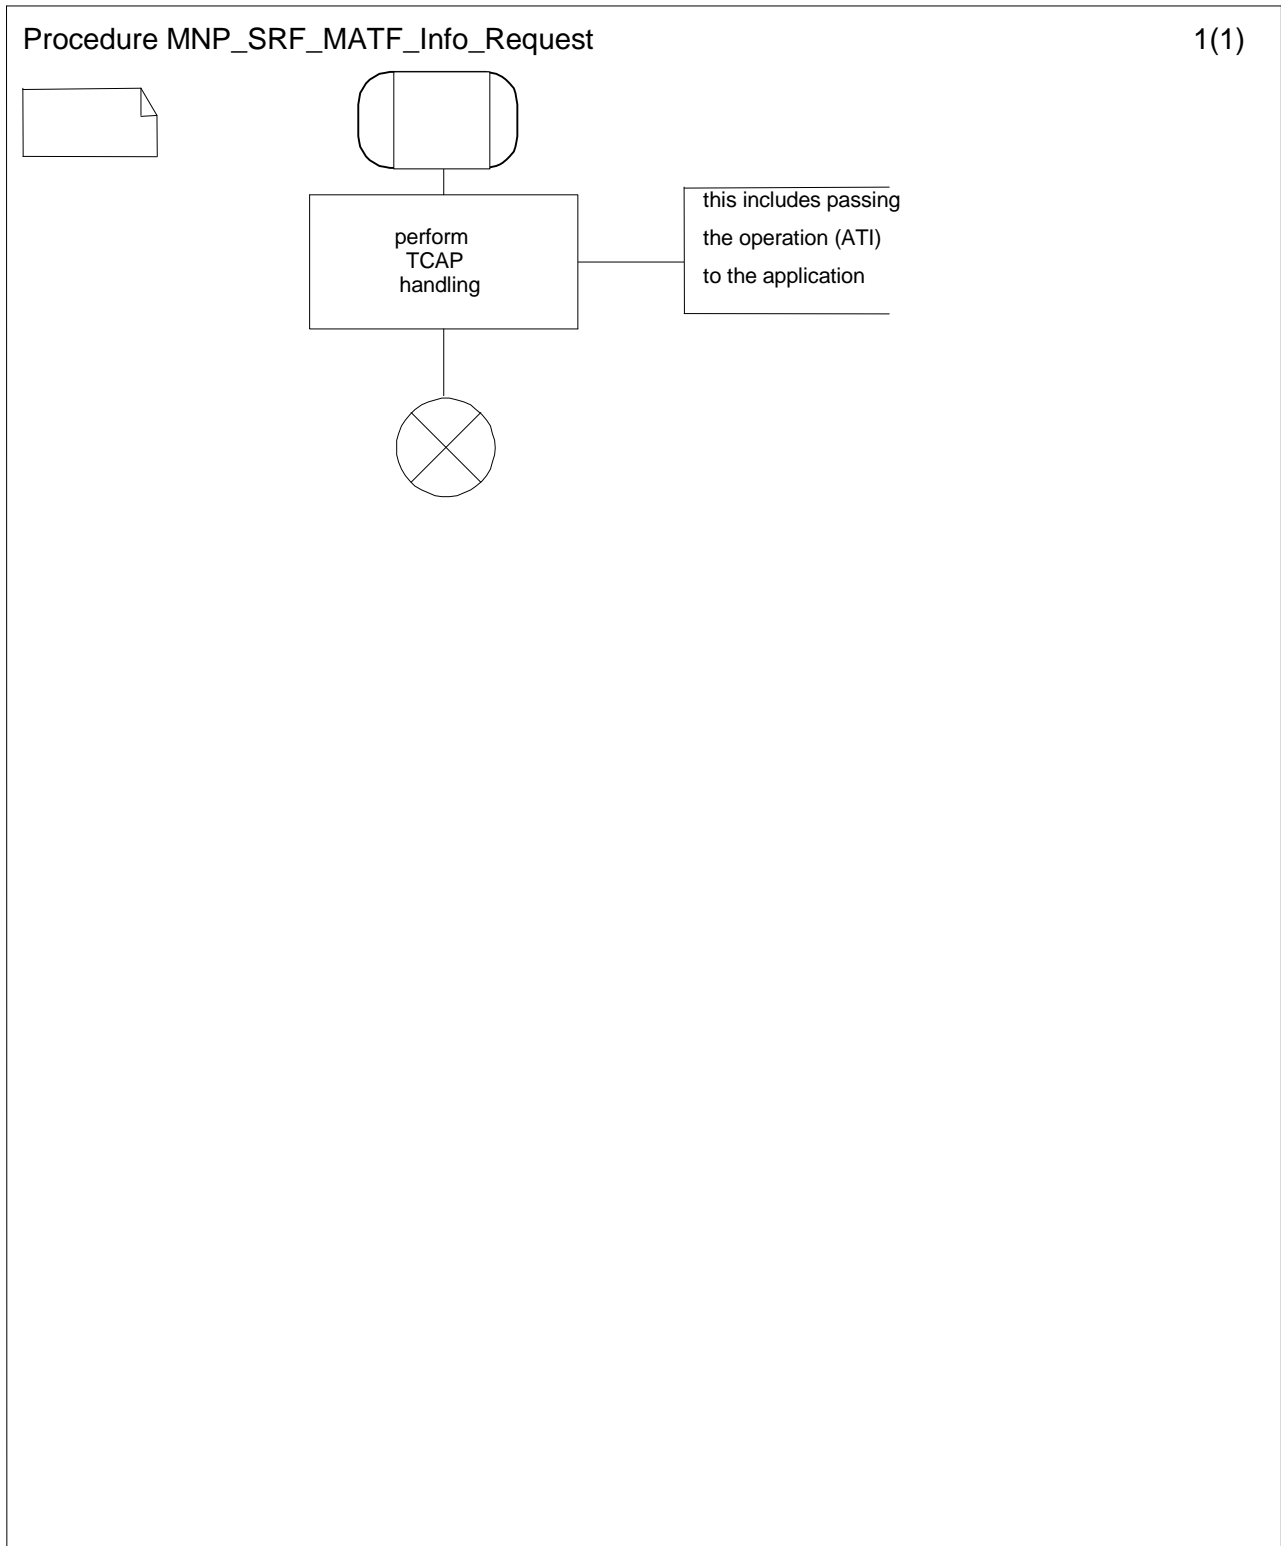 Procedure MNP_SRF_MATF_Info_Request 1(1)
perform
TCAP
handling
this includes passing
the operation (ATI)
to the application